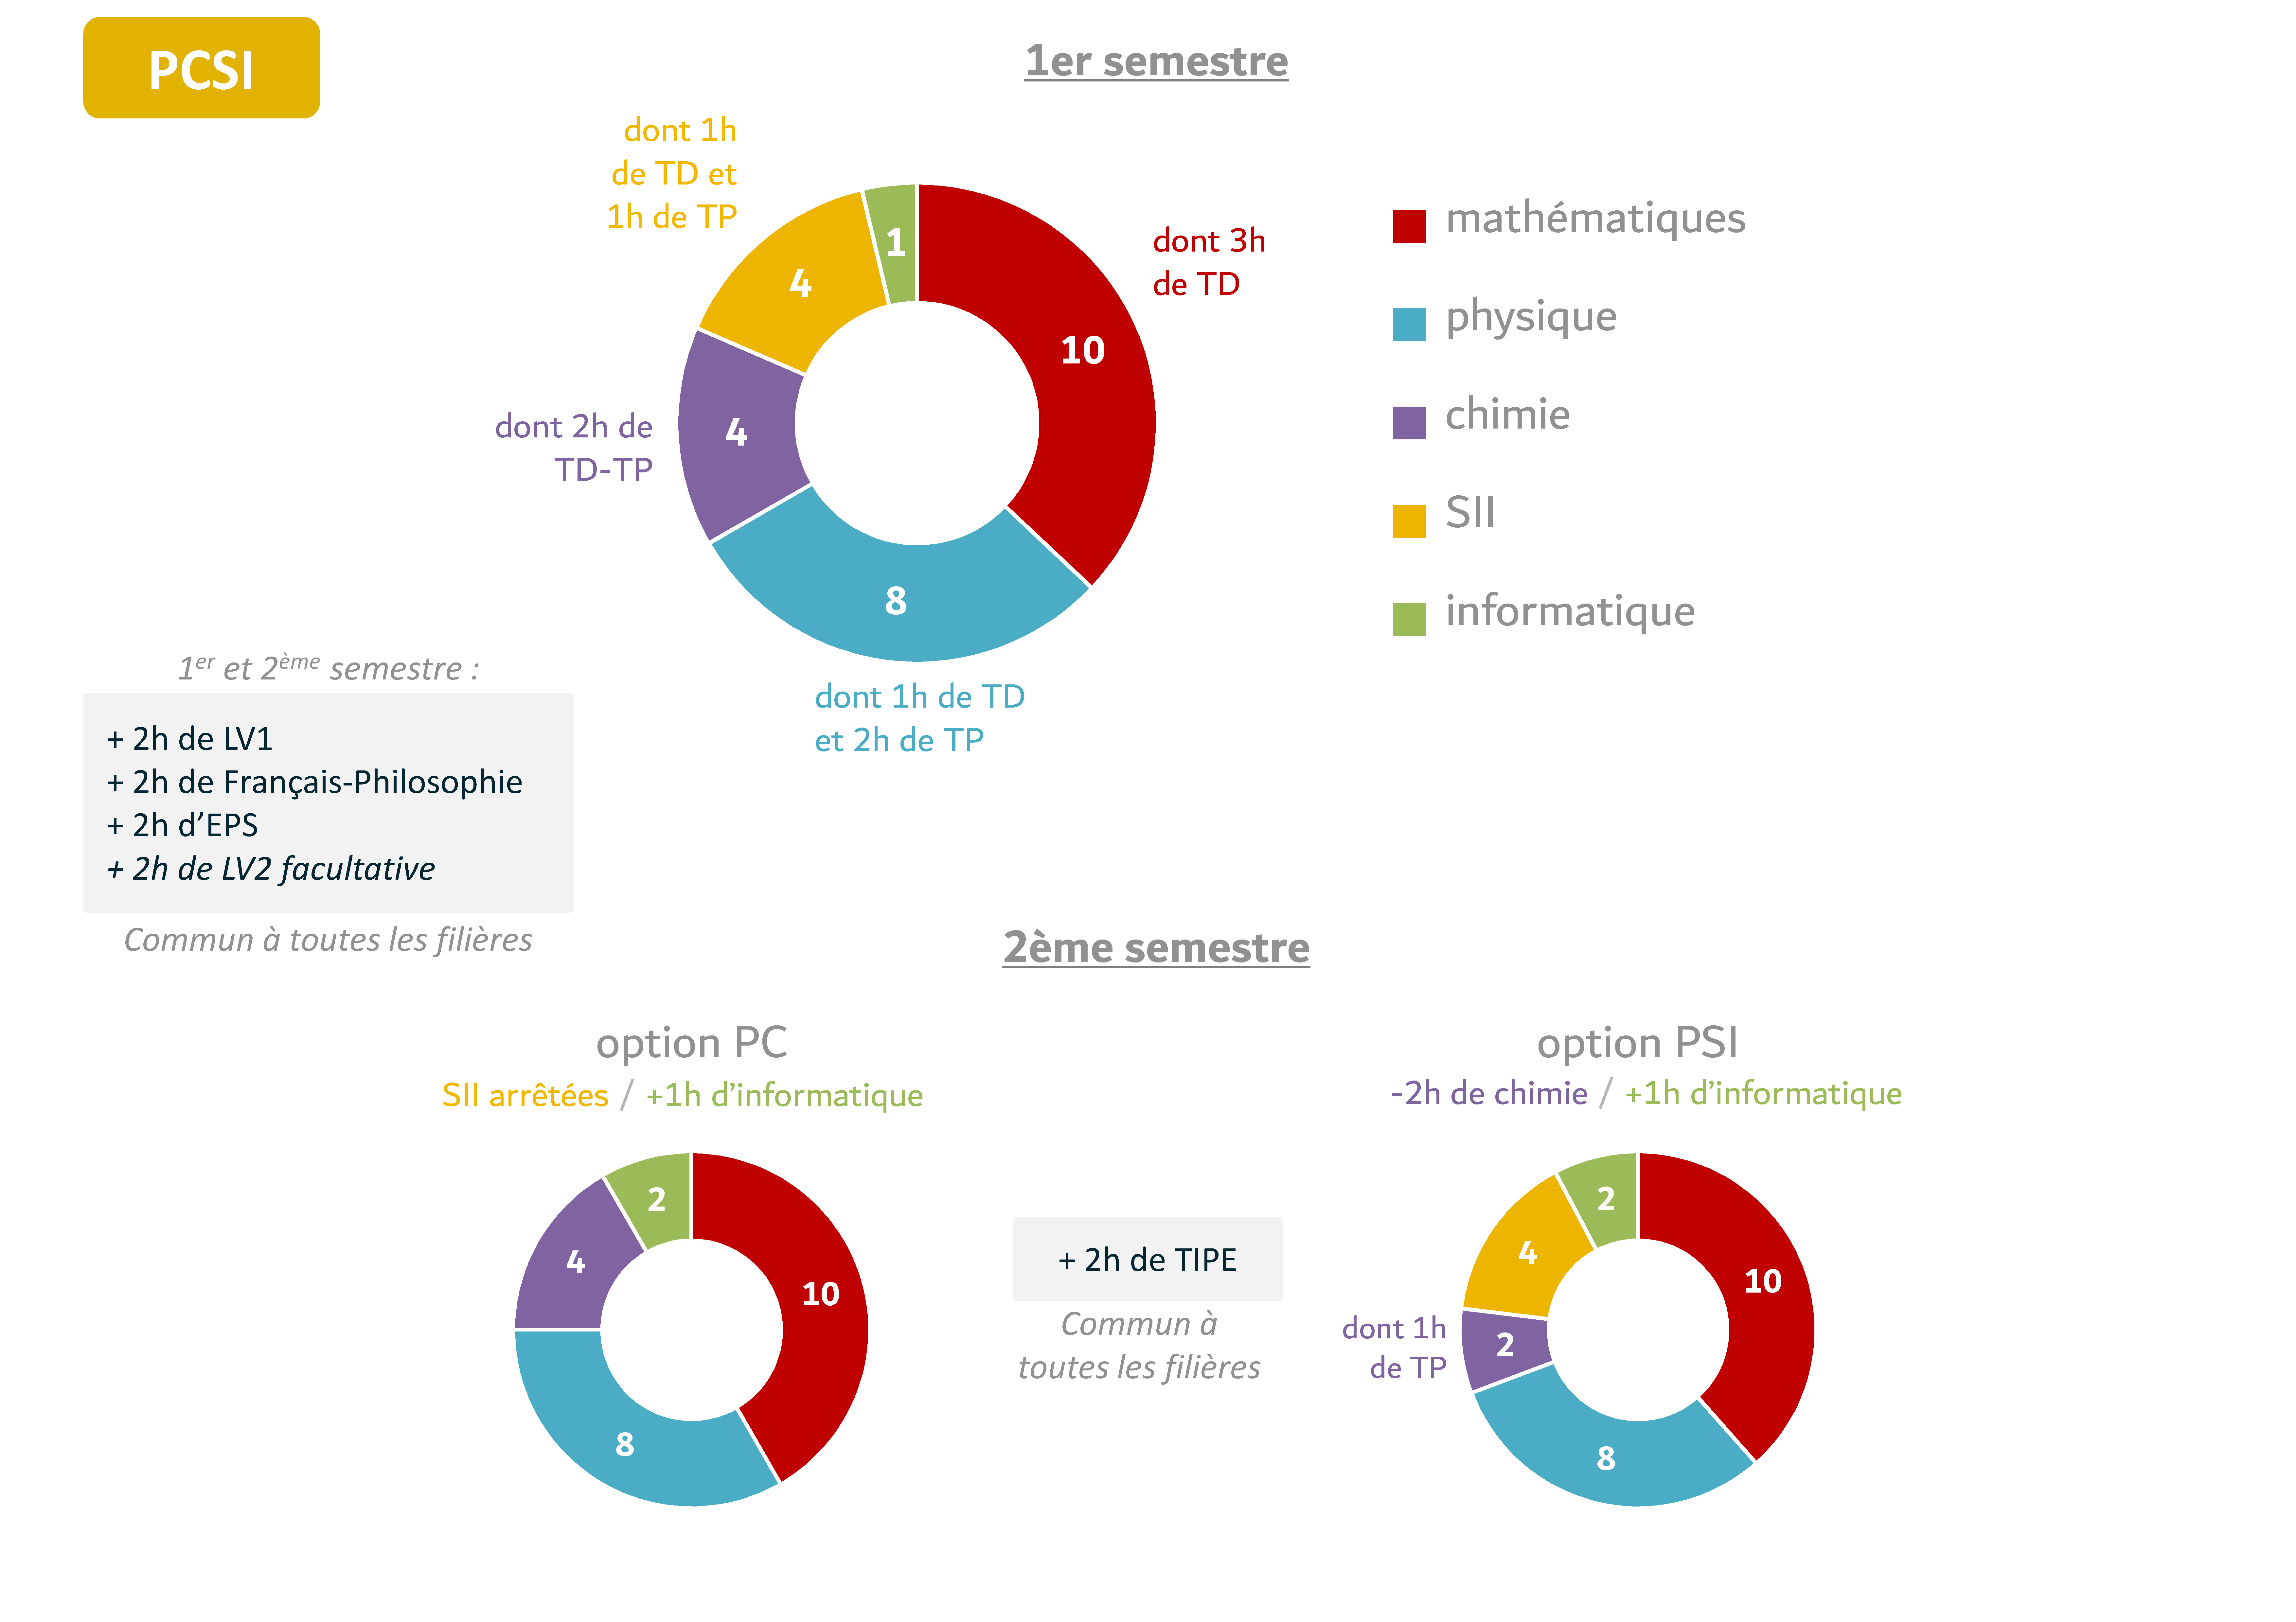 PCSI
1er semestre
dont 1h
de TD et
1h de TP
dont 3h
de TD
1
4
10
4
8
dont 2h de
TD-TP
dont 1h de TD
et 2h de TP
mathématiques
physique
chimie
SII
informatique
1er et 2ème semestre :
+ 2h de LV1
+ 2h de Français-Philosophie
+ 2h d’EPS
+ 2h de LV2 facultative
Commun à toutes les filières
2ème semestre
option PC
SII arrêtées / +1h d’informatique
2
4
10
8
+ 2h de TIPE
Commun à
toutes les filières
option PSI
-2h de chimie / +1h d’informatique
2
4
10
2
8
dont 1h
de TP